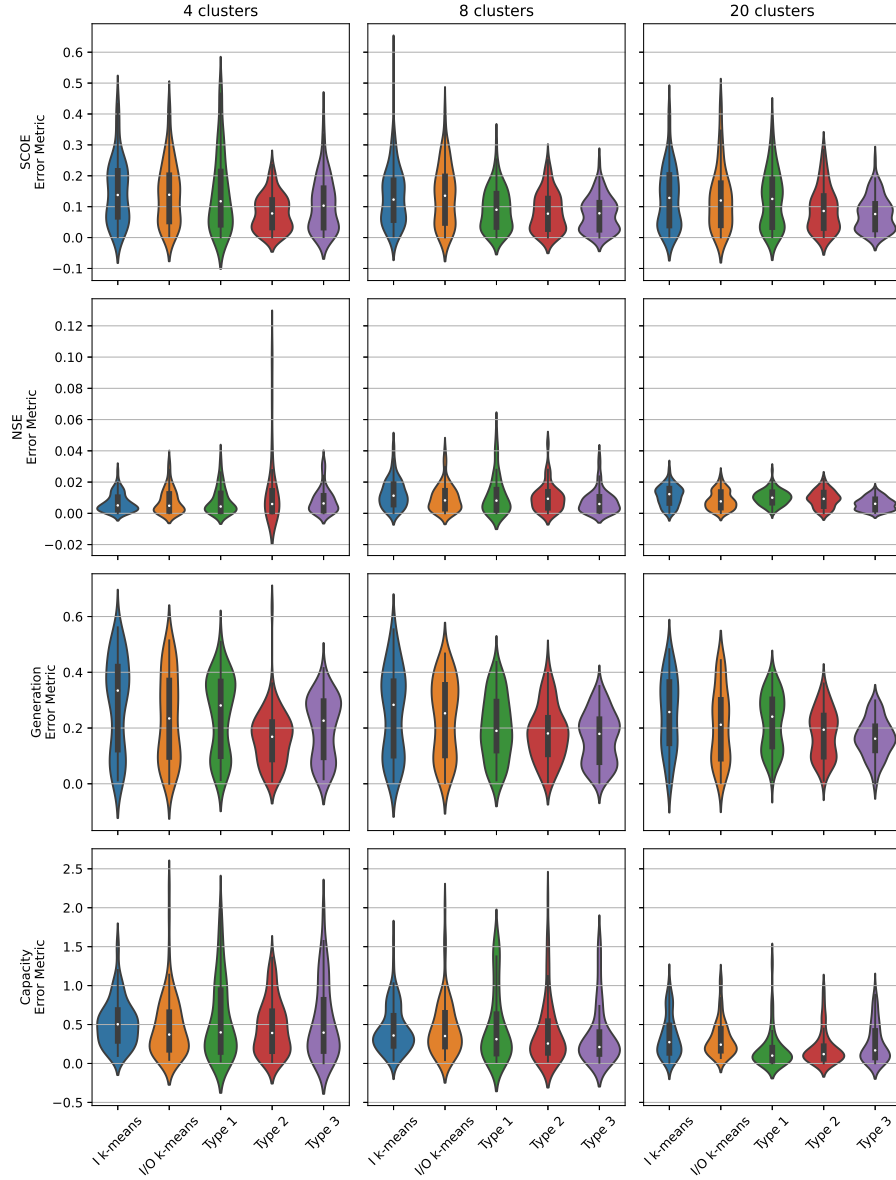 4 clusters
8 clusters
20 clusters
SCOE
Error Metric
0.6
0.5
0.4
0.3
0.2
0.1
0.0
−0.1
NSE
Error Metric
0.12
0.10
0.08
0.06
0.04
0.02
0.00
−0.02
Generation
Error Metric
0.6
0.4
0.2
0.0
Capacity
Error Metric
2.5
2.0
1.5
1.0
0.5
0.0
−0.5
I k-means
I/O k-means
Type 1
Type 2
Type 3
I k-means
I/O k-means
Type 1
Type 2
Type 3
I k-means
I/O k-means
Type 1
Type 2
Type 3